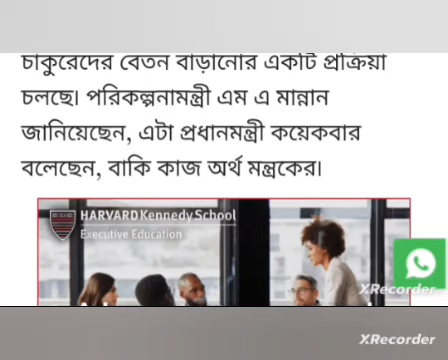 চাকুরেদের বেতন বাড়ানোর একটি প্রক্রিয়া
চলছে। পরিকল্পনামন্ত্রী এম এ মান্নান
জানিয়েছেন, এটা প্রধানমন্ত্রী কয়েকবার
বলেছেন, বাকি কাজ অর্থ মন্ত্রকের।
HARVARD Kennedy School
Executive Education
XRecorder
XRecorder